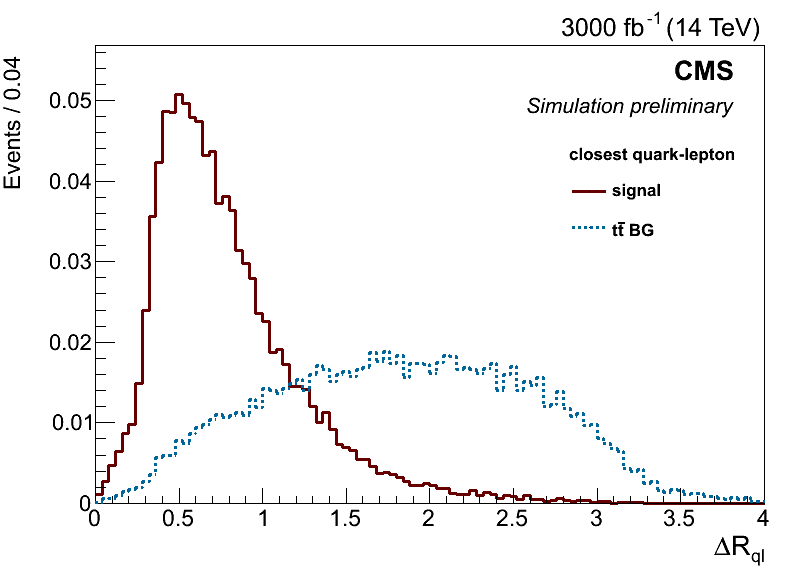 3000 fb⁻¹ (14 TeV)
Events / 0.04
CMS
Simulation preliminary
closest quark-lepton
signal
tt̄ BG
0.05
0.04
0.03
0.02
0.01
0
0 0.5 1 1.5 2 2.5 3 3.5 4
ΔR_ql